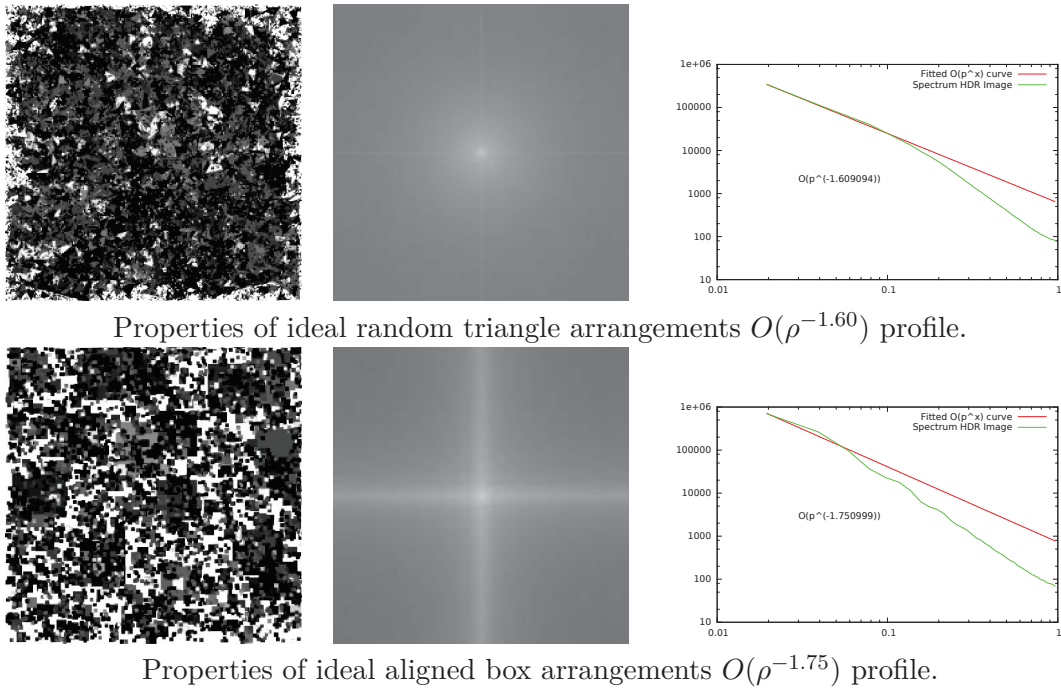 1e+06
100000
10000
1000
100
10
0.01
0.1
1
Fitted O(p^x) curve
Spectrum HDR Image
O(p^(-1.609094))
Properties of ideal random triangle arrangements O(ρ^{-1.60}) profile.
1e+06
100000
10000
1000
100
10
0.01
0.1
1
Fitted O(p^x) curve
Spectrum HDR Image
O(p^(-1.750999))
Properties of ideal aligned box arrangements O(ρ^{-1.75}) profile.